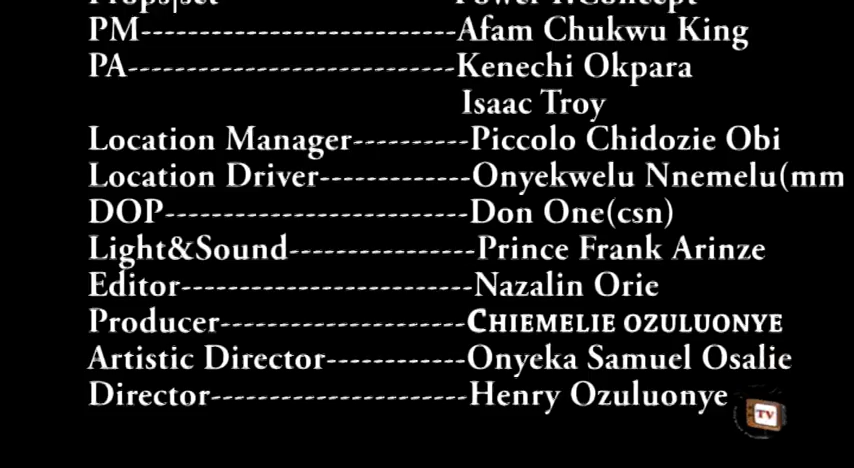 PM---------------------------Afam Chukwu King
PA----------------------------Kenechi Okpara
Isaac Troy
Location Manager----------Piccolo Chidozie Obi
Location Driver-------------Onyekwelu Nnemelu(mm
DOP--------------------------Don One(csn)
Light&Sound----------------Prince Frank Arinze
Editor-------------------------Nazalin Orie
Producer---------------------CHIEMELIE OZULUONYE
Artistic Director------------Onyeka Samuel Osalie
Director----------------------Henry Ozuluonye
TV